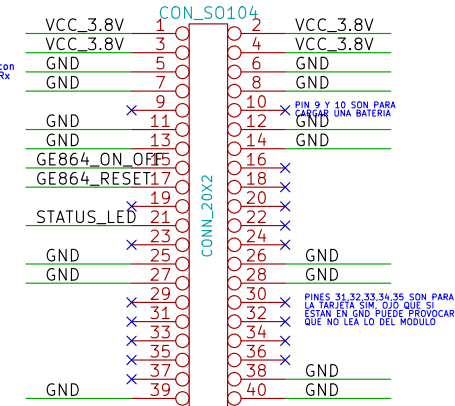 CON_SO104
VCC_3.8V 1 2 VCC_3.8V
VCC_3.8V 3 4 VCC_3.8V
con
Rx
GND 5 6 GND
GND 7 8 GND
9 10 PIN 9 Y 10 SON PARA
CARGAR UNA BATERIA
GND 11 12 GND
GND 13 14 GND
GE864_ON_OFF 15 16
GE864_RESET 17 18
19 20
STATUS_LED 21 22
23 24
GND 25 26 GND
GND 27 28 GND
CONN_20X2
29 30 PINES 31,32,33,34,35 SON PARA
LA TARJETA SIM, OJO QUE SI
31 32 ESTAN EN GND PUEDE PROVOCAR
QUE NO LEA LO DEL MODULO
33 34
35 36
37 38 GND
GND 39 40 GND